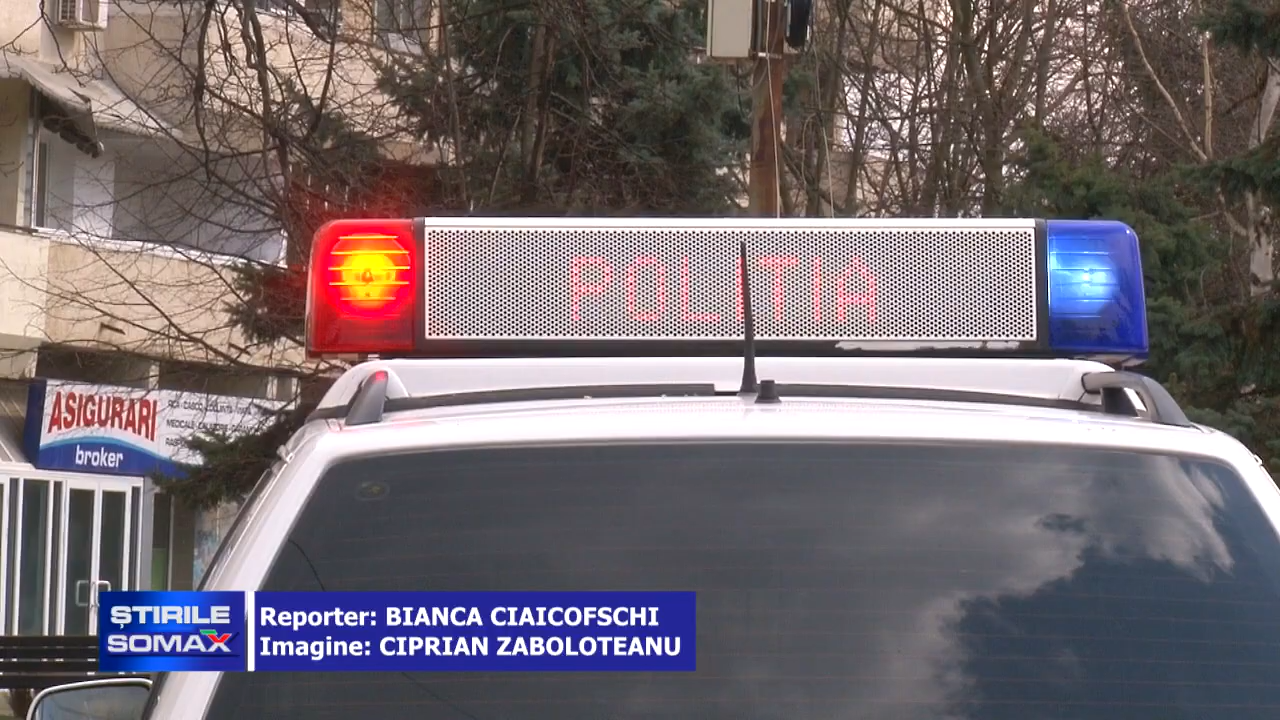 POLITIA
ASIGURARI
broker
ȘTIRILE
SOMAX
Reporter: BIANCA CIAICOFSCHI
Imagine: CIPRIAN ZABOLOTEANU